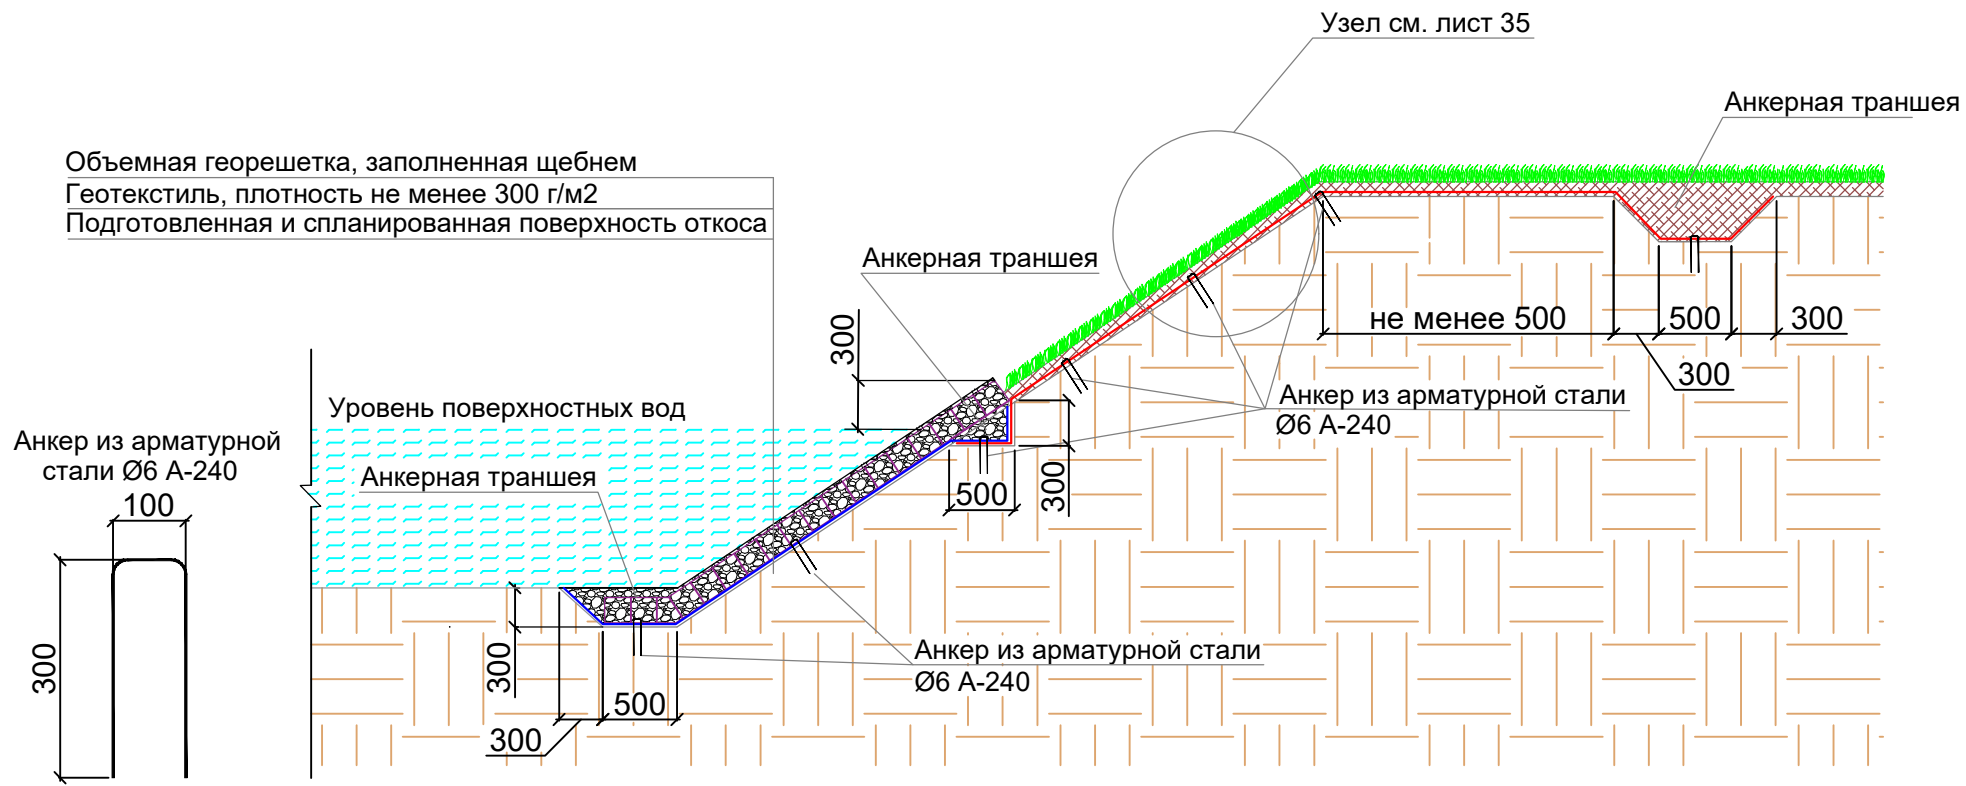 Узел см. лист 35
Анкерная траншея
Объемная георешетка, заполненная щебнем
Геотекстиль, плотность не менее 300 г/м2
Подготовленная и спланированная поверхность откоса
Анкерная траншея
300
не менее 500
500
300
300
Анкер из арматурной стали
Ø6 А-240
Уровень поверхностных вод
Анкер из арматурной
стали Ø6 А-240
100
300
Анкерная траншея
500
300
Анкер из арматурной стали
Ø6 А-240
300
500
300